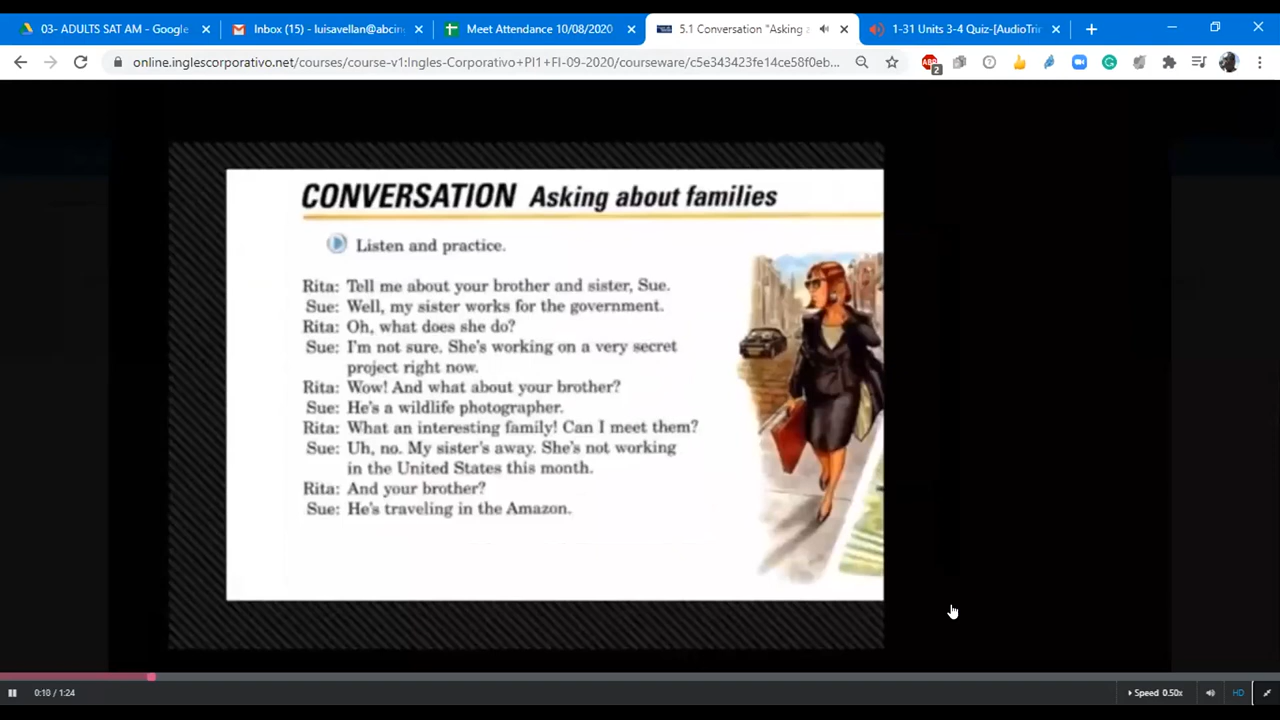 03- ADULTS SAT AM - Google
Inbox (15) - luisavellan@abcing
Meet Attendance 10/08/2020
5.1 Conversation "Asking a
1-31 Units 3-4 Quiz-[AudioTrim
online.inglescorporativo.net/courses/course-v1:Ingles-Corporativo+PI1+FI-09-2020/courseware/c5e343423fe14ce58f0eb...
ABP
2
CONVERSATION Asking about families
Listen and practice.
Rita: Tell me about your brother and sister, Sue.
Sue: Well, my sister works for the government.
Rita: Oh, what does she do?
Sue: I'm not sure. She's working on a very secret
project right now.
Rita: Wow! And what about your brother?
Sue: He's a wildlife photographer.
Rita: What an interesting family! Can I meet them?
Sue: Uh, no. My sister's away. She's not working
in the United States this month.
Rita: And your brother?
Sue: He's traveling in the Amazon.
0:10 / 1:24
Speed 0.50x
HD